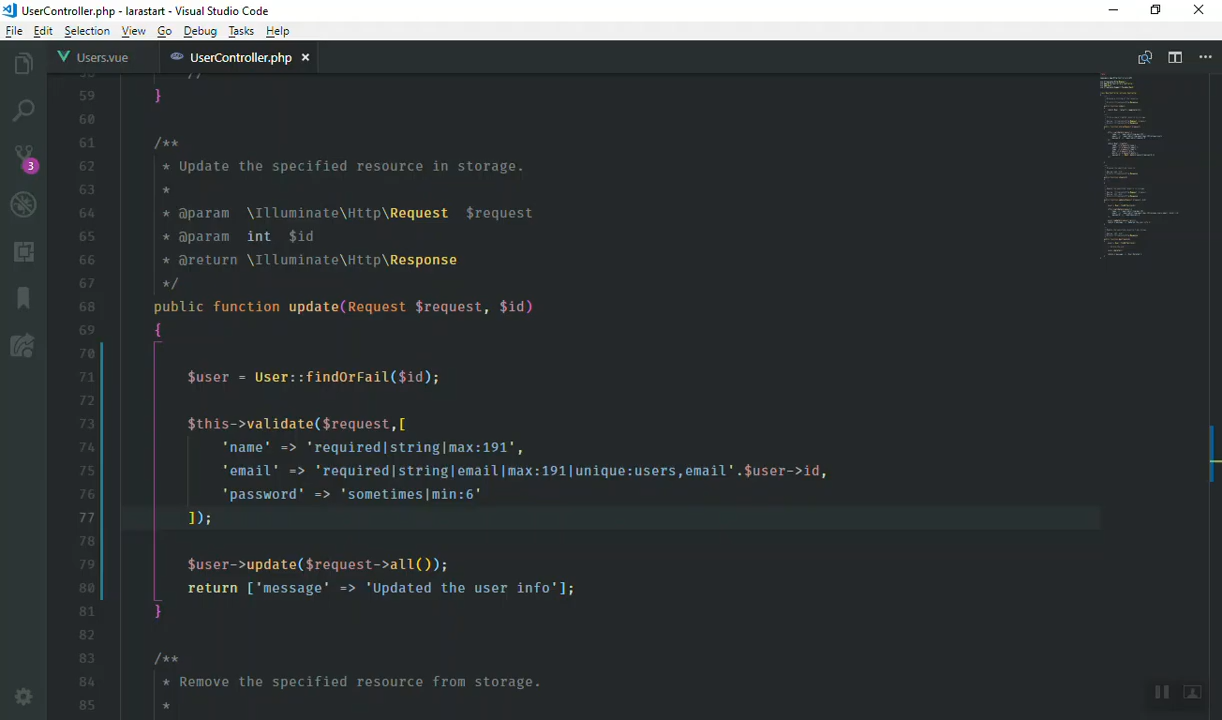 UserController.php - larastart - Visual Studio Code
File Edit Selection View Go Debug Tasks Help
Users.vue UserController.php ×
59 }
60
61 /**
62 * Update the specified resource in storage.
63 *
64 * @param \Illuminate\Http\Request $request
65 * @param int $id
66 * @return \Illuminate\Http\Response
67 */
68 public function update(Request $request, $id)
69 {
70
71 $user = User::findOrFail($id);
72
73 $this->validate($request,[
74 'name' => 'required|string|max:191',
75 'email' => 'required|string|email|max:191|unique:users,email'.$user->id,
76 'password' => 'sometimes|min:6'
77 ]);
78
79 $user->update($request->all());
80 return ['message' => 'Updated the user info'];
81 }
82
83 /**
84 * Remove the specified resource from storage.
85 *
3